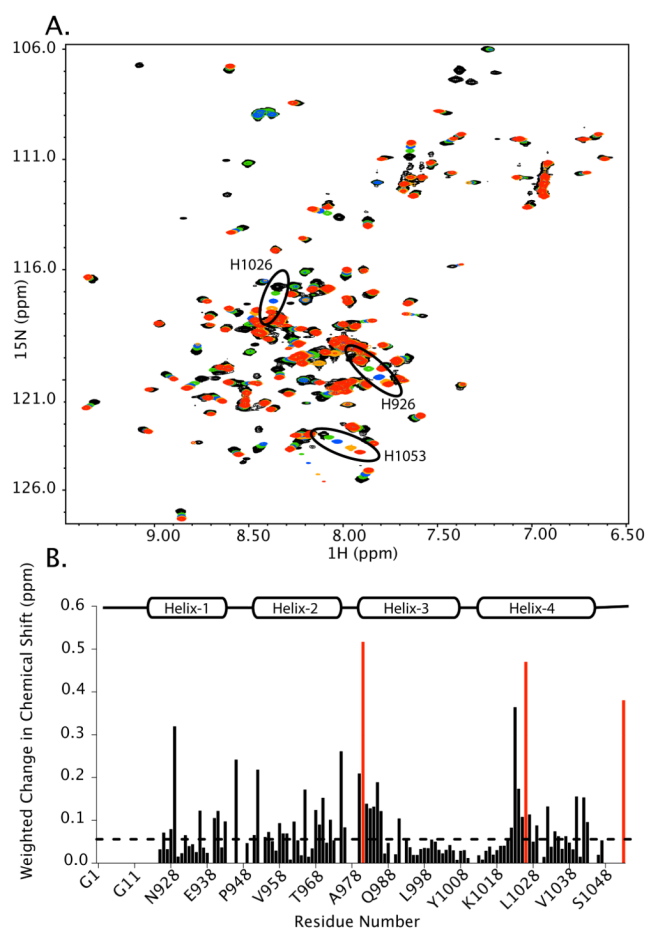 A.
106.0
111.0
116.0
121.0
126.0
15N (ppm)
H1026
H926
H1053
9.00
8.50
8.00
7.50
7.00
6.50
1H (ppm)
B.
Weighted Change in Chemical Shift (ppm)
0.6
0.5
0.4
0.3
0.2
0.1
0.0
Helix-1
Helix-2
Helix-3
Helix-4
G1
G11
N928
E938
P948
V958
T968
A978
Q988
L998
Y1008
K1018
L1028
V1038
S1048
Residue Number